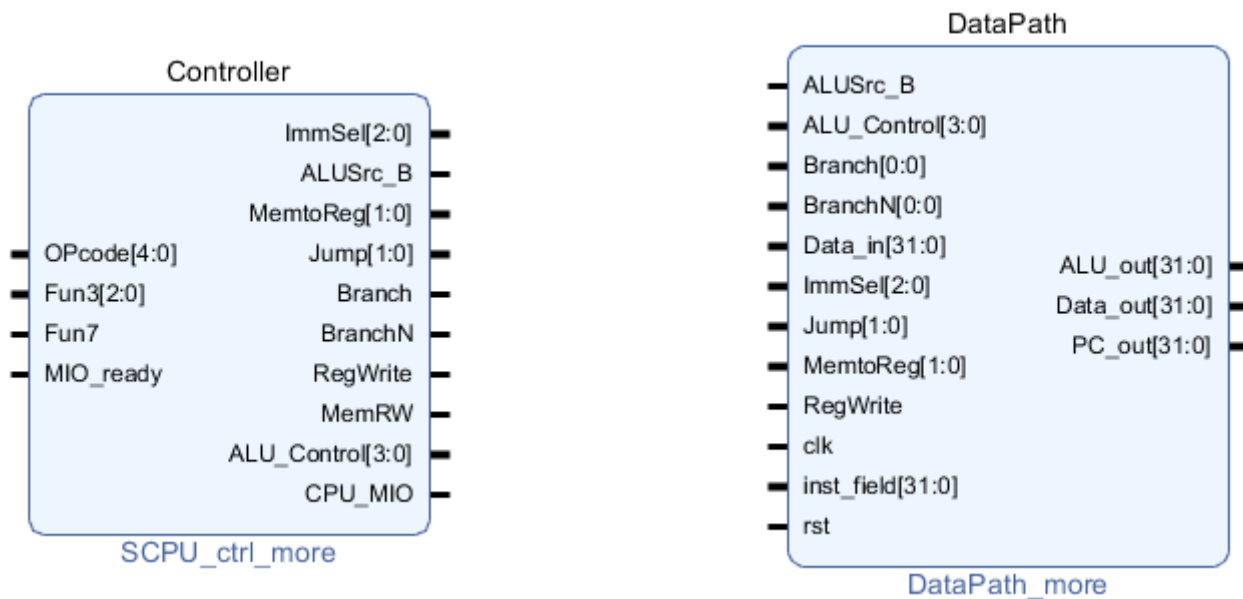 Controller
OPcode[4:0]
Fun3[2:0]
Fun7
MIO_ready
ImmSel[2:0]
ALUSrc_B
MemtoReg[1:0]
Jump[1:0]
Branch
BranchN
RegWrite
MemRW
ALU_Control[3:0]
CPU_MIO
SCPU_ctrl_more
DataPath
ALUSrc_B
ALU_Control[3:0]
Branch[0:0]
BranchN[0:0]
Data_in[31:0]
ImmSel[2:0]
Jump[1:0]
MemtoReg[1:0]
RegWrite
clk
inst_field[31:0]
rst
ALU_out[31:0]
Data_out[31:0]
PC_out[31:0]
DataPath_more